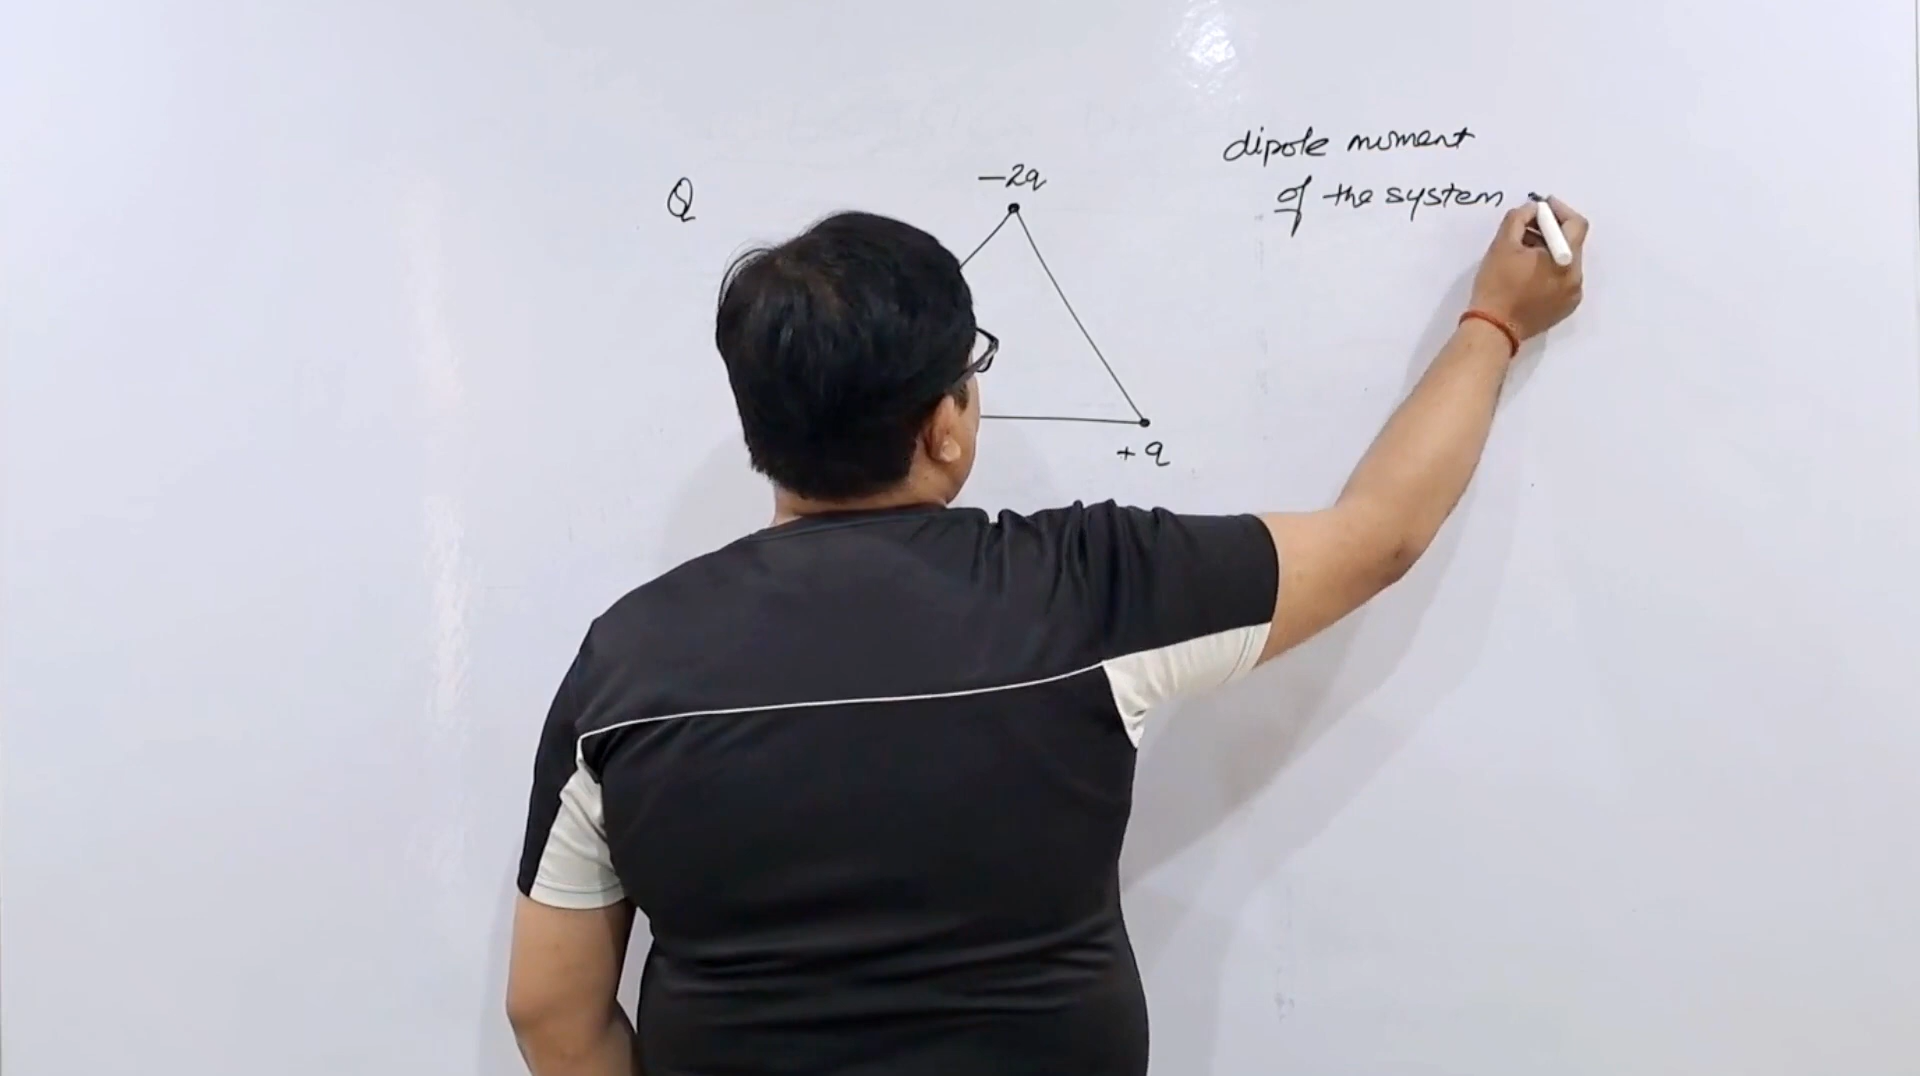 Q
-2q
+q
dipole moment
of the system